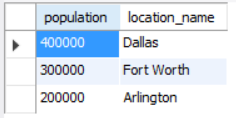 population location_name
400000 Dallas
300000 Fort Worth
200000 Arlington